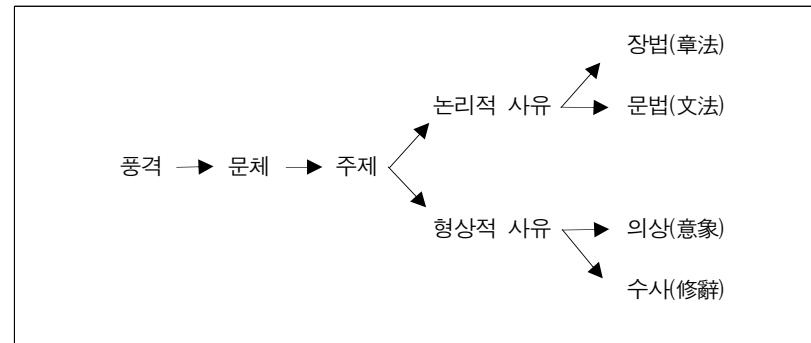 장법(章法)
논리적 사유
문법(文法)
풍격
문체
주제
형상적 사유
의상(意象)
수사(修辭)